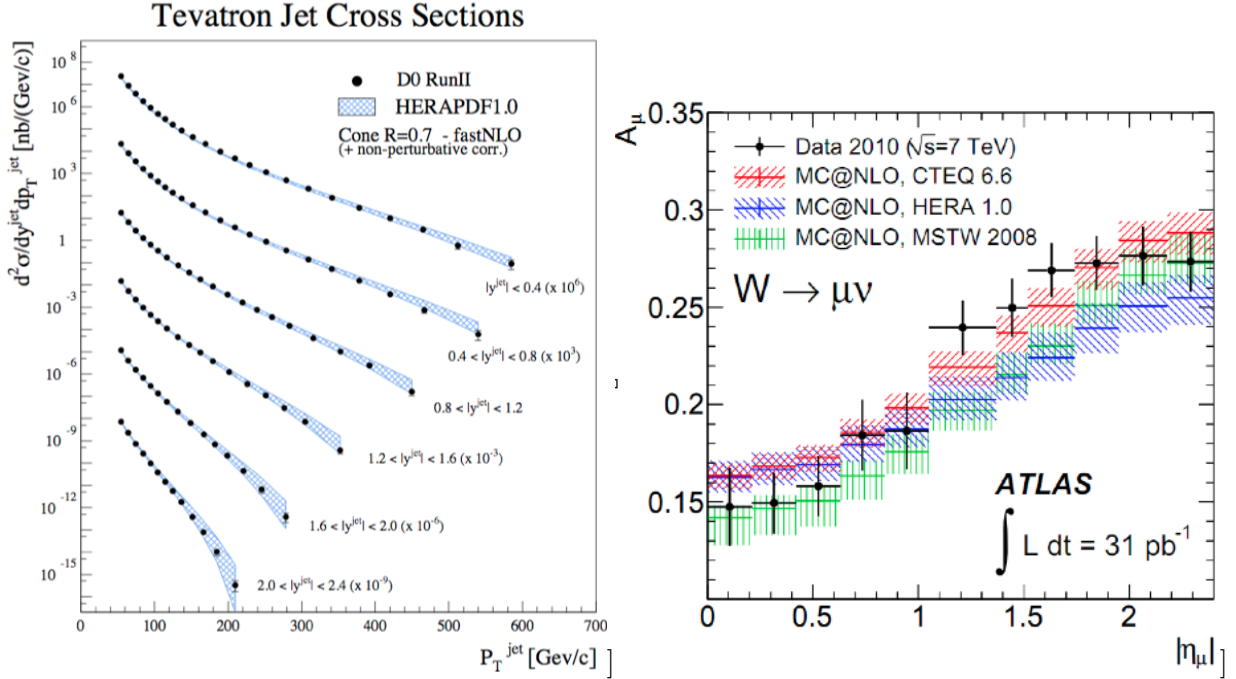 Tevatron Jet Cross Sections
d²σ/dy^jet dp_T^jet [nb/(Gev/c)]
10^8
10^6
10^3
1
10^-3
10^-6
10^-9
10^-12
10^-15
D0 RunII
HERAPDF1.0
Cone R=0.7 - fastNLO
(+ non-perturbative corr.)
|y^jet| < 0.4 (x 10^6)
0.4 < |y^jet| < 0.8 (x 10^3)
0.8 < |y^jet| < 1.2
1.2 < |y^jet| < 1.6 (x 10^-3)
1.6 < |y^jet| < 2.0 (x 10^-6)
2.0 < |y^jet| < 2.4 (x 10^-9)
0 100 200 300 400 500 600 700
P_T^jet [Gev/c] ]
A_μ
0.35
0.3
0.25
0.2
0.15
Data 2010 (√s=7 TeV)
MC@NLO, CTEQ 6.6
MC@NLO, HERA 1.0
MC@NLO, MSTW 2008
W → μν
ATLAS
∫ L dt = 31 pb^-1
0 0.5 1 1.5 2
|η_μ| ]